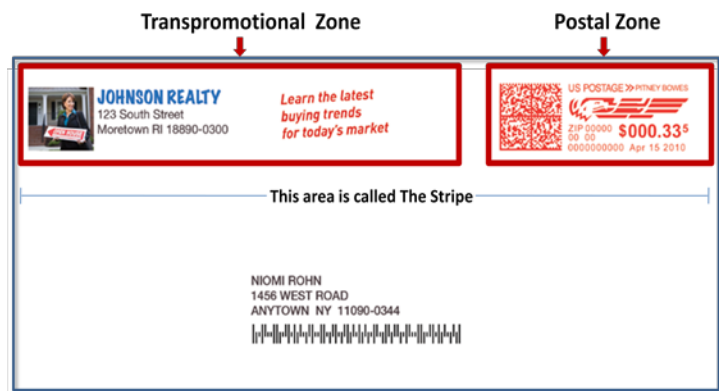 Transpromotional Zone
Postal Zone
JOHNSON REALTY
123 South Street
Moretown RI 18890-0300
Learn the latest
buying trends
for today's market
US POSTAGE >> PITNEY BOWES
ZIP 00000
00 00
$000.33⁵
0000000000 Apr 15 2010
This area is called The Stripe
NIOMI ROHN
1456 WEST ROAD
ANYTOWN NY 11090-0344